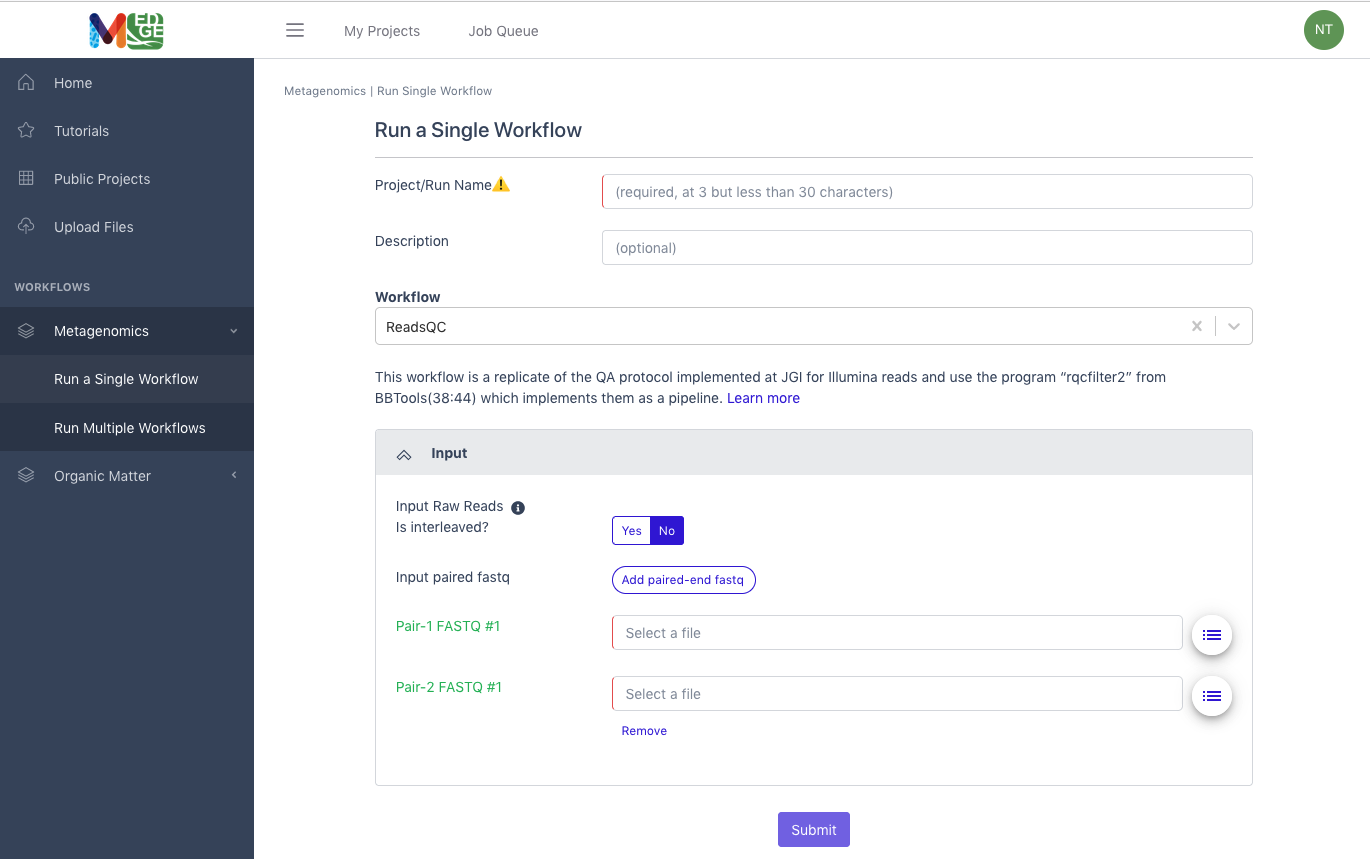 M EDGE
My Projects
Job Queue
NT
Home
Tutorials
Public Projects
Upload Files
WORKFLOWS
Metagenomics
Run a Single Workflow
Run Multiple Workflows
Organic Matter
Metagenomics | Run Single Workflow
Run a Single Workflow
Project/Run Name
(required, at 3 but less than 30 characters)
Description
(optional)
Workflow
ReadsQC
This workflow is a replicate of the QA protocol implemented at JGI for Illumina reads and use the program “rqcfilter2” from
BBTools(38:44) which implements them as a pipeline. Learn more
Input
Input Raw Reads
Is interleaved?
Yes No
Input paired fastq
Add paired-end fastq
Pair-1 FASTQ #1
Select a file
Pair-2 FASTQ #1
Select a file
Remove
Submit